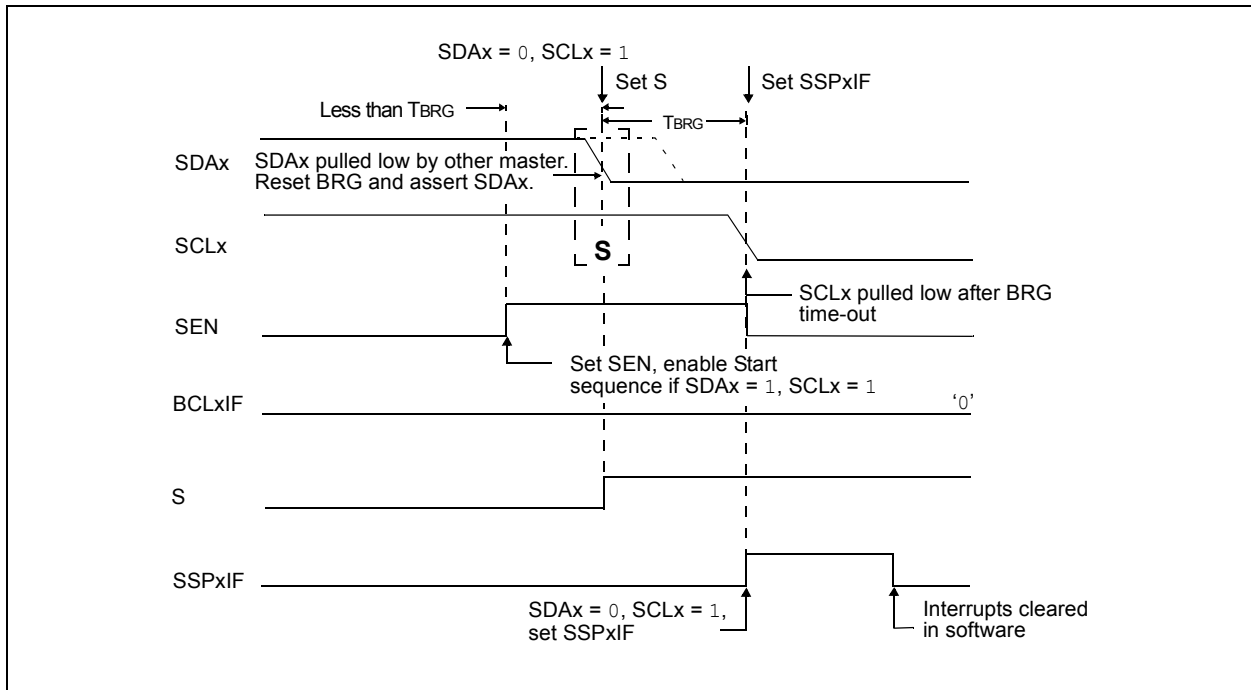 SDAx = 0, SCLx = 1
Set S
Set SSPxIF
Less than TBRG
TBRG
SDAx
SDAx pulled low by other master.
Reset BRG and assert SDAx.
SCLx
S
SCLx pulled low after BRG
time-out
SEN
Set SEN, enable Start
sequence if SDAx = 1, SCLx = 1
BCLxIF
‘0’
S
SSPxIF
SDAx = 0, SCLx = 1,
set SSPxIF
Interrupts cleared
in software